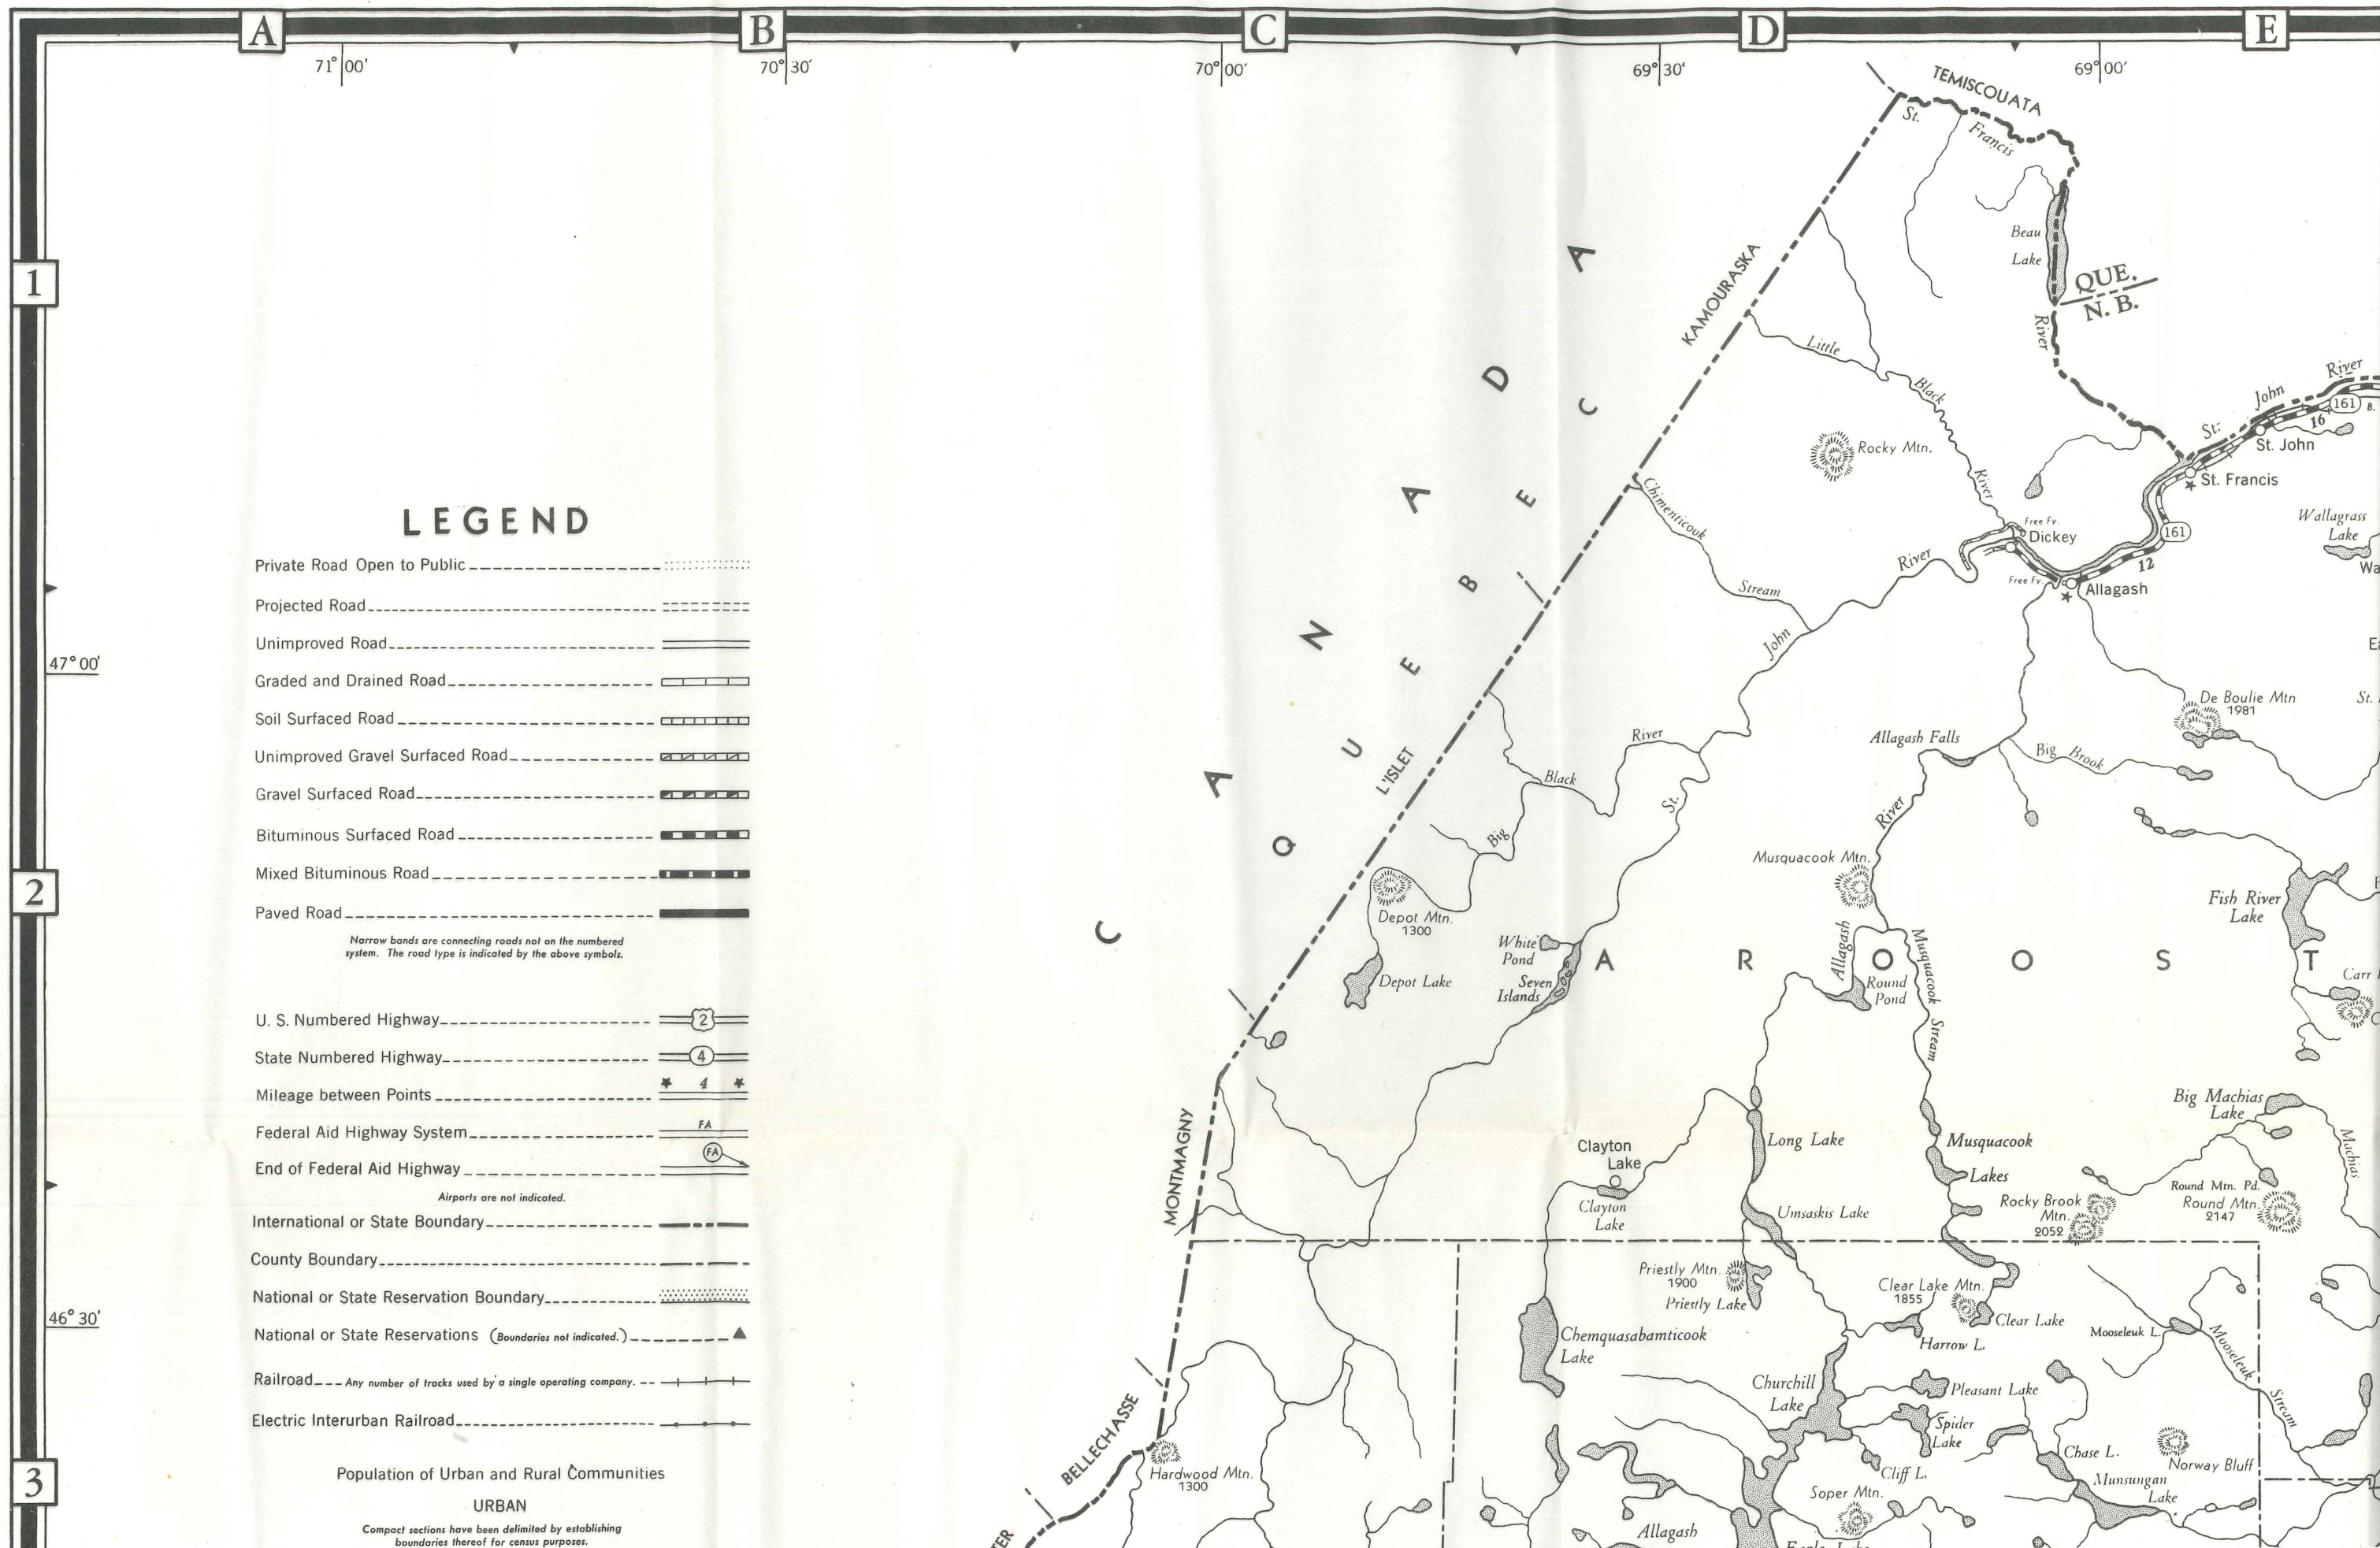 A B C D E
71° 00' 70° 30' 70° 00' 69° 30' 69° 00'
1
2
3
47° 00'
46° 30'
LEGEND
Private Road Open to Public
Projected Road
Unimproved Road
Graded and Drained Road
Soil Surfaced Road
Unimproved Gravel Surfaced Road
Gravel Surfaced Road
Bituminous Surfaced Road
Mixed Bituminous Road
Paved Road
Narrow bands are connecting roads not on the numbered
system. The road type is indicated by the above symbols.
U. S. Numbered Highway 2
State Numbered Highway 4
Mileage between Points 4
Federal Aid Highway System FA
End of Federal Aid Highway FA
Airports are not indicated.
International or State Boundary
County Boundary
National or State Reservation Boundary
National or State Reservations (Boundaries not indicated.)
Railroad Any number of tracks used by a single operating company.
Electric Interurban Railroad
Population of Urban and Rural Communities
URBAN
Compact sections have been delimited by establishing
boundaries thereof for census purposes.
CANADA
QUEBEC
TEMISCOUATA
KAMOURASKA
L'ISLET
MONTMAGNY
BELLECHASSE
St. Francis River
Beau
Lake
QUE.
N. B.
Little Black River
Rocky Mtn.
St. John River
161
16
B.
St. John
St. Francis
161
12
Wallagrass
Lake
Free Fy.
Dickey
Free Fy.
Allagash
Chimenticook Stream
St. John River
De Boulie Mtn
1981
St.
Allagash Falls
Big Brook
Big Black River
Musquacook Mtn.
Allagash River
Fish River
Lake
Depot Mtn.
1300
Depot Lake
White
Pond
Seven
Islands
AROOST
Round
Pond
Musquacook Stream
Carr
Big Machias
Lake
Machias
Clayton
Lake
Clayton
Lake
Long Lake
Musquacook
Lakes
Umsaskis Lake
Rocky Brook
Mtn.
2052
Round Mtn. Pd.
Round Mtn.
2147
Priestly Mtn.
1900
Priestly Lake
Clear Lake Mtn.
1855
Clear Lake
Harrow L.
Mooseleuk L.
Mooseleuk Stream
Chemquasabamticook
Lake
Churchill
Lake
Pleasant Lake
Spider
Lake
Cliff L.
Chase L.
Norway Bluff
Munsungan
Lake
Hardwood Mtn.
1300
Soper Mtn.
Allagash